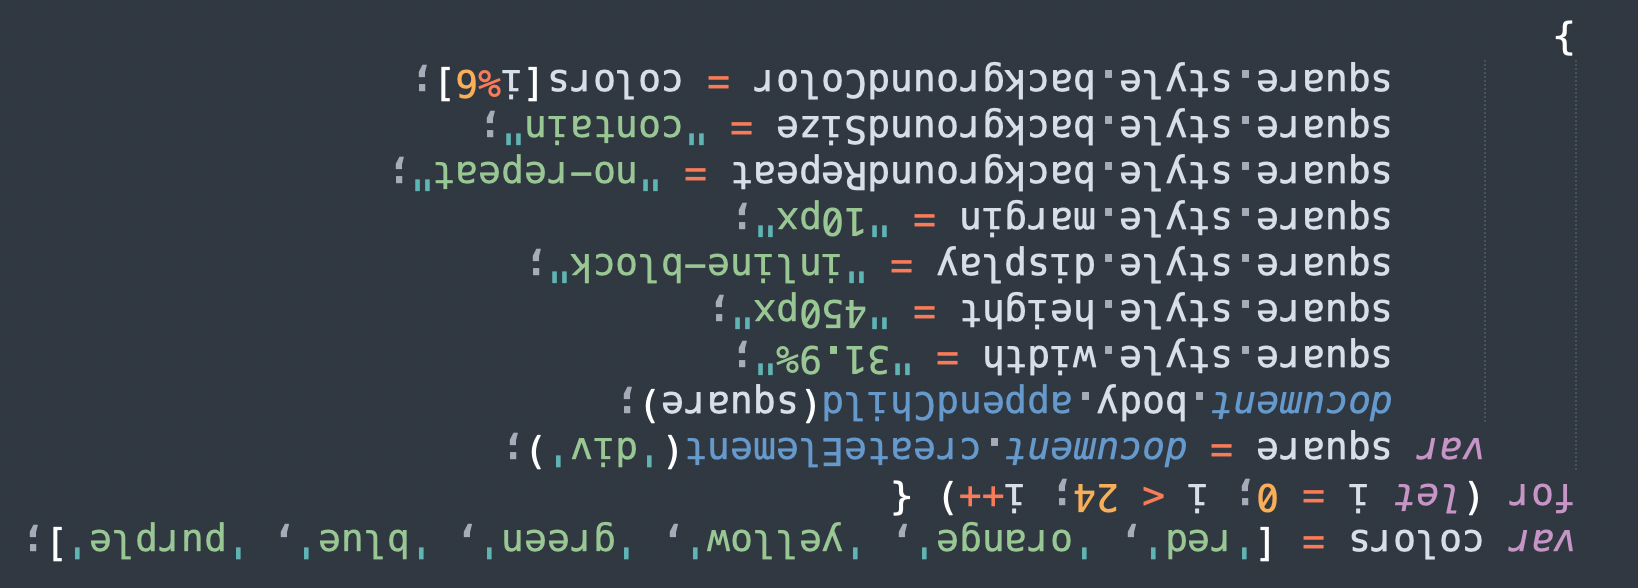 var colors = ['red', 'orange', 'yellow', 'green', 'blue', 'purple'];
for (let i = 0; i < 24; i++) {
    var square = document.createElement('div');
        document.body.appendChild(square);
        square.style.width = "31.9%";
        square.style.height = "450px";
        square.style.display = "inline-block";
        square.style.margin = "10px";
        square.style.backgroundRepeat = "no-repeat";
        square.style.backgroundSize = "contain";
        square.style.backgroundColor = colors[i%6];
}